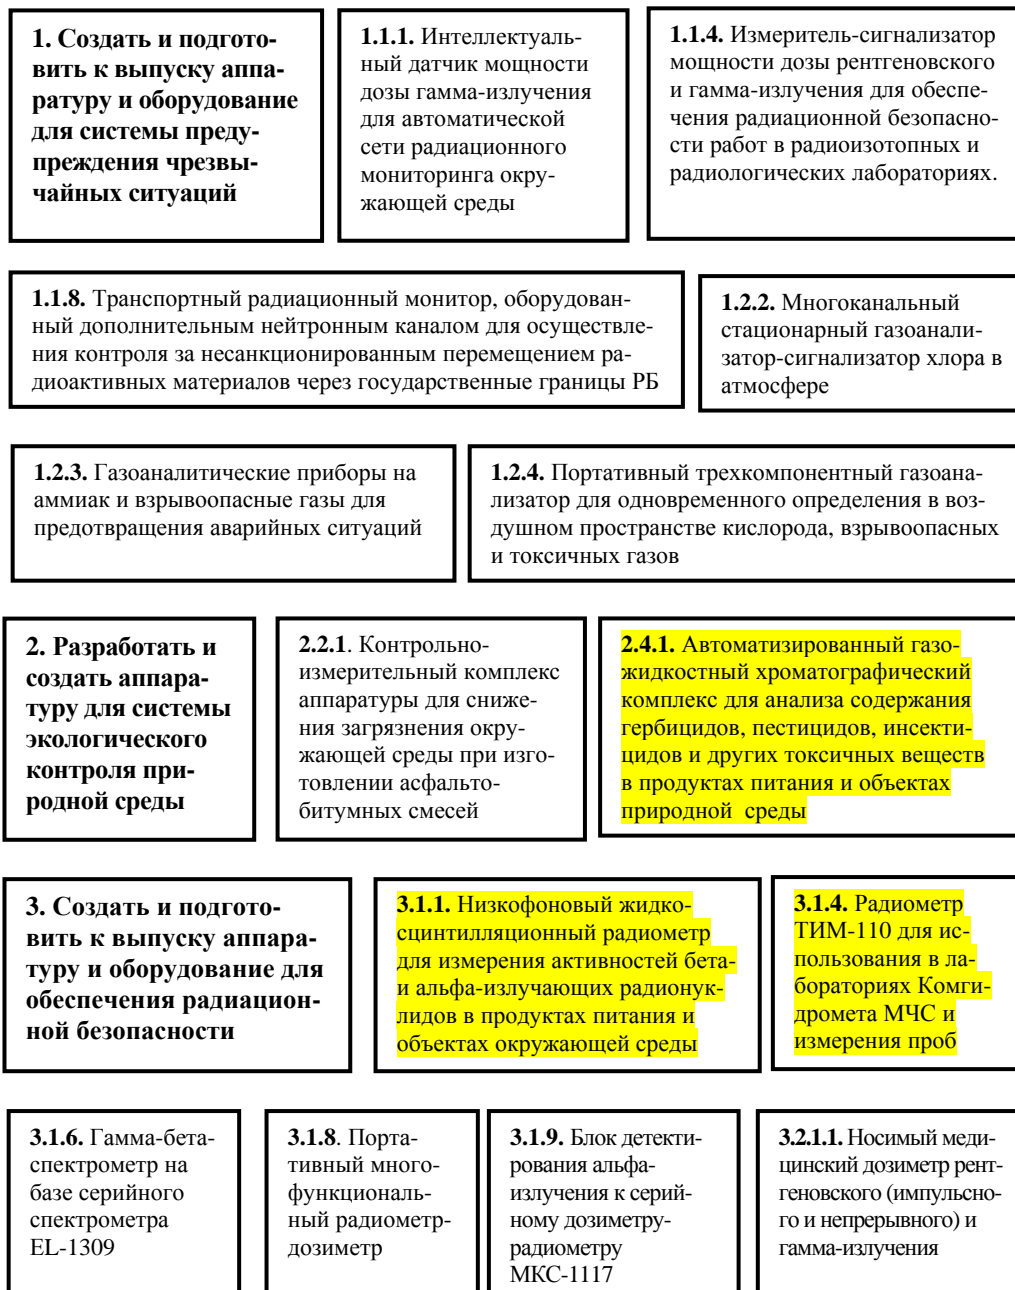 1. Создать и подгото-
вить к выпуску аппа-
ратуру и оборудование
для системы преду-
преждения чрезвы-
чайных ситуаций
1.1.1. Интеллектуаль-
ный датчик мощности
дозы гамма-излучения
для автоматической
сети радиационного
мониторинга окру-
жающей среды
1.1.4. Измеритель-сигнализатор
мощности дозы рентгеновского
и гамма-излучения для обеспе-
чения радиационной безопасно-
сти работ в радиоизотопных и
радиологических лабораториях.
1.1.8. Транспортный радиационный монитор, оборудован-
ный дополнительным нейтронным каналом для осуществле-
ния контроля за несанкционированным перемещением ра-
диоактивных материалов через государственные границы РБ
1.2.2. Многоканальный
стационарный газоанали-
затор-сигнализатор хлора в
атмосфере
1.2.3. Газоаналитические приборы на
аммиак и взрывоопасные газы для
предотвращения аварийных ситуаций
1.2.4. Портативный трехкомпонентный газоана-
лизатор для одновременного определения в воз-
душном пространстве кислорода, взрывоопасных
и токсичных газов
2. Разработать и
создать аппара-
туру для системы
экологического
контроля при-
родной среды
2.2.1. Контрольно-
измерительный комплекс
аппаратуры для сниже-
ния загрязнения окру-
жающей среды при изго-
товлении асфальто-
битумных смесей
2.4.1. Автоматизированный газо-
жидкостный хроматографический
комплекс для анализа содержания
гербицидов, пестицидов, инсекти-
цидов и других токсичных веществ
в продуктах питания и объектах
природной среды
3. Создать и подгото-
вить к выпуску аппара-
туру и оборудование для
обеспечения радиацион-
ной безопасности
3.1.1. Низкофоновый жидко-
сцинтилляционный радиометр
для измерения активностей бета-
и альфа-излучающих радионук-
лидов в продуктах питания и
объектах окружающей среды
3.1.4. Радиометр
ТИМ-110 для ис-
пользования в ла-
бораториях Комги-
дромета МЧС и
измерения проб
3.1.6. Гамма-бета-
спектрометр на
базе серийного
спектрометра
EL-1309
3.1.8. Порта-
тивный много-
функциональ-
ный радиометр-
дозиметр
3.1.9. Блок детекти-
рования альфа-
излучения к серий-
ному дозиметру-
радиометру
МКС-1117
3.2.1.1. Носимый меди-
цинский дозиметр рент-
геновского (импульсно-
го и непрерывного) и
гамма-излучения